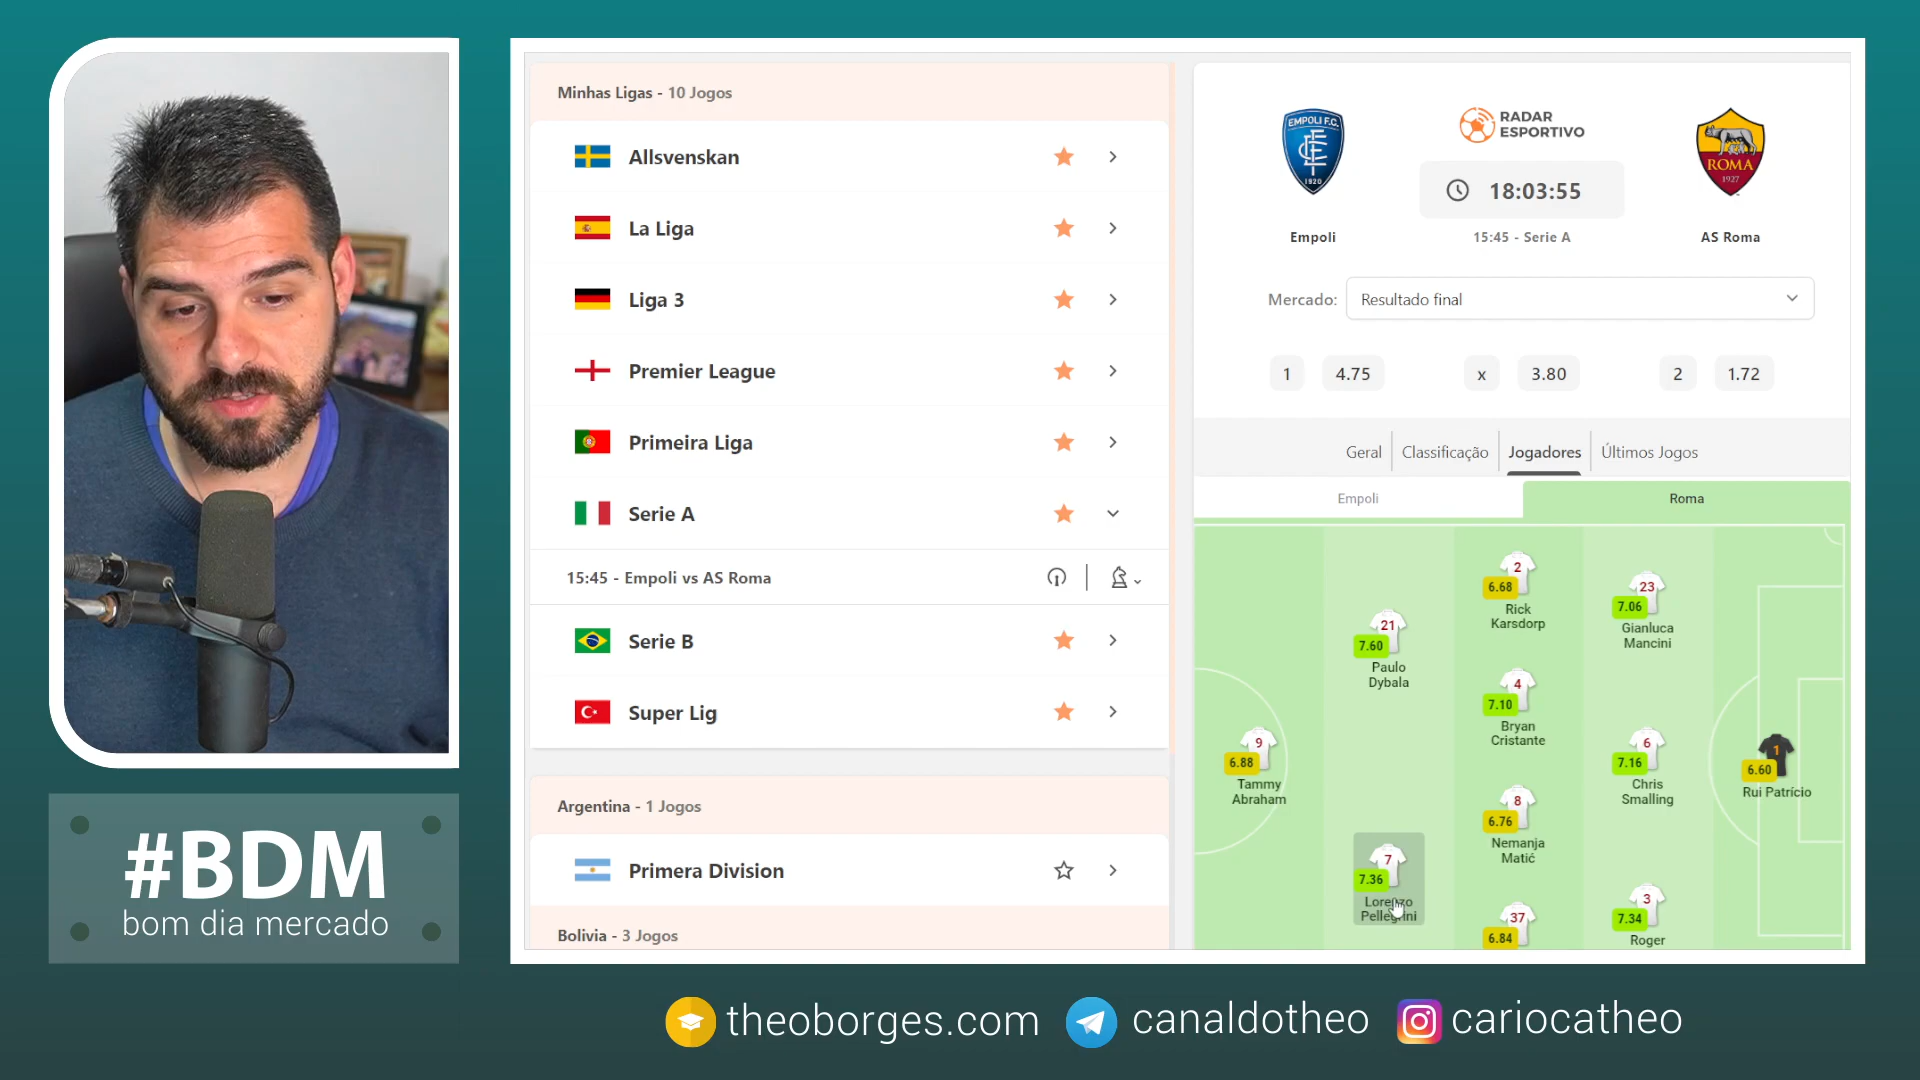 #BDM
bom dia mercado
Minhas Ligas - 10 Jogos
Allsvenskan
La Liga
Liga 3
Premier League
Primeira Liga
Serie A
15:45 - Empoli vs AS Roma
Serie B
Super Lig
Argentina - 1 Jogos
Primera Division
Bolivia - 3 Jogos
EMPOLI F.C.
1920
RADAR
ESPORTIVO
ROMA
1927
18:03:55
Empoli
15:45 - Serie A
AS Roma
Mercado:
Resultado final
1
4.75
x
3.80
2
1.72
Geral
Classificação
Jogadores
Últimos Jogos
Empoli
Roma
9
6.88
Tammy
Abraham
21
7.60
Paulo
Dybala
7
7.36
Lorenzo
Pellegrini
2
6.68
Rick
Karsdorp
4
7.10
Bryan
Cristante
8
6.76
Nemanja
Matić
37
6.84
23
7.06
Gianluca
Mancini
6
7.16
Chris
Smalling
3
7.34
Roger
1
6.60
Rui Patrício
theoborges.com
canaldotheo
cariocatheo